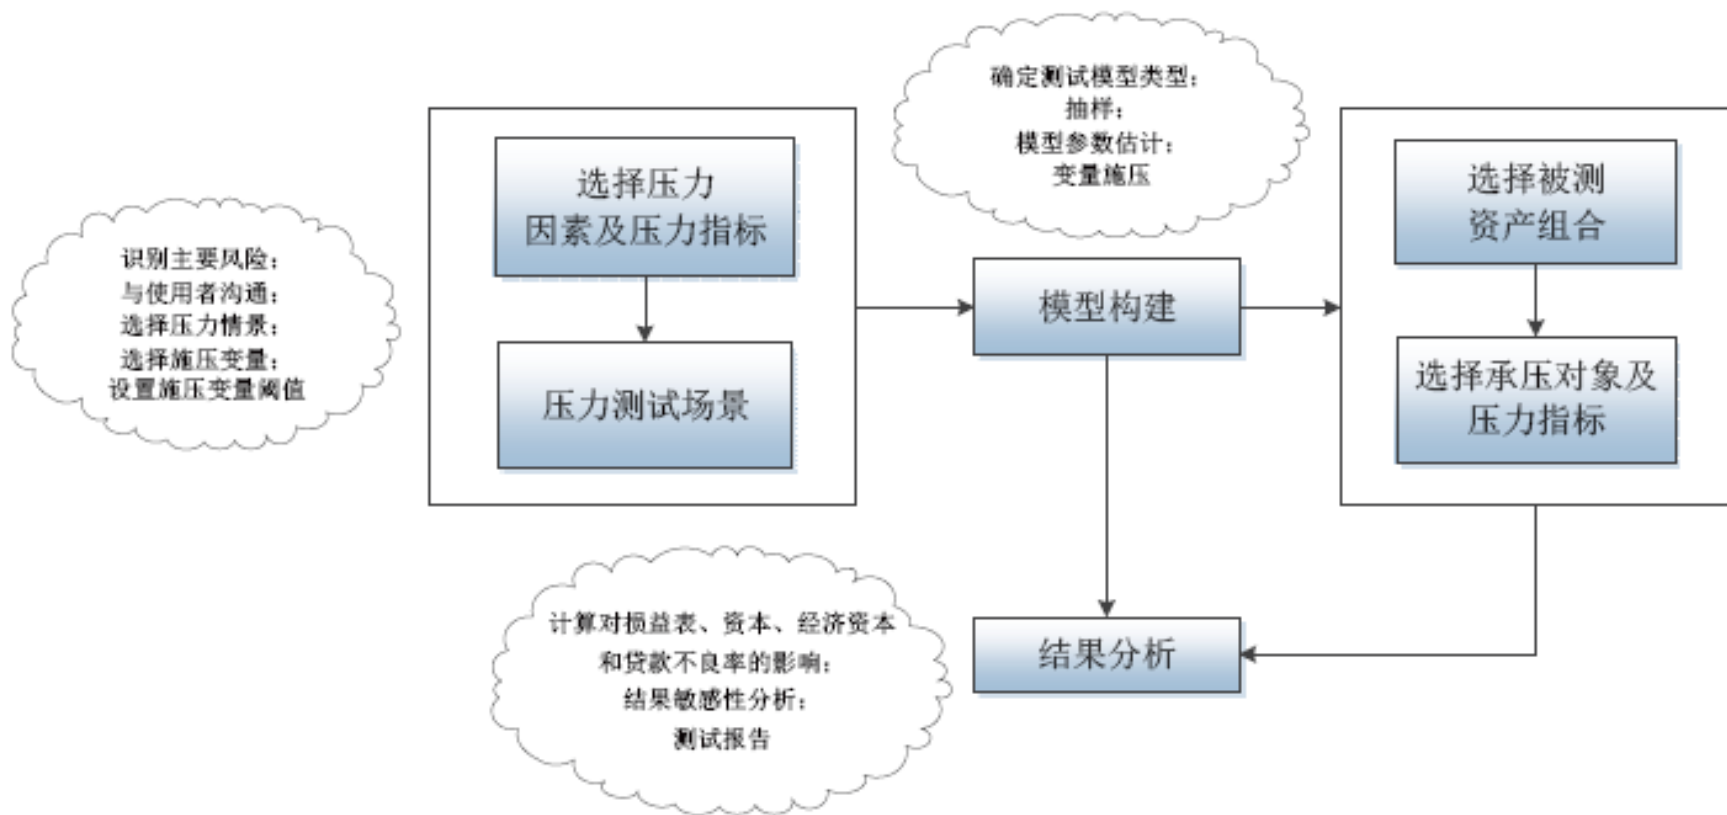 识别主要风险；
与使用者沟通；
选择压力情景；
选择施压变量；
设置施压变量阈值
选择压力
因素及压力指标
压力测试场景
确定测试模型类型；
抽样；
模型参数估计；
变量施压
模型构建
选择被测
资产组合
选择承压对象及
压力指标
计算对损益表、资本、经济资本
和贷款不良率的影响；
结果敏感性分析；
测试报告
结果分析